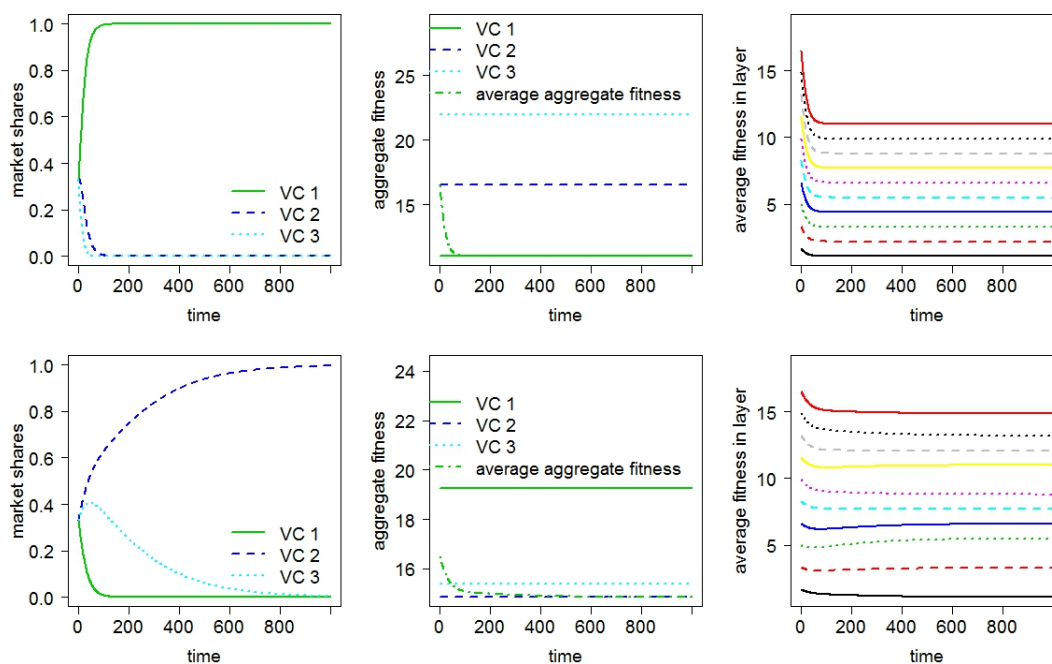 market shares
1.0
0.8
0.6
0.4
0.2
0.0
VC 1
VC 2
VC 3
0 200 400 600 800
time
aggregate fitness
25
20
15
VC 1
VC 2
VC 3
average aggregate fitness
0 200 400 600 800
time
average fitness in layer
15
10
5
0 200 400 600 800
time
market shares
1.0
0.8
0.6
0.4
0.2
0.0
VC 1
VC 2
VC 3
0 200 400 600 800
time
aggregate fitness
24
22
20
18
16
VC 1
VC 2
VC 3
average aggregate fitness
0 200 400 600 800
time
average fitness in layer
15
10
5
0 200 400 600 800
time